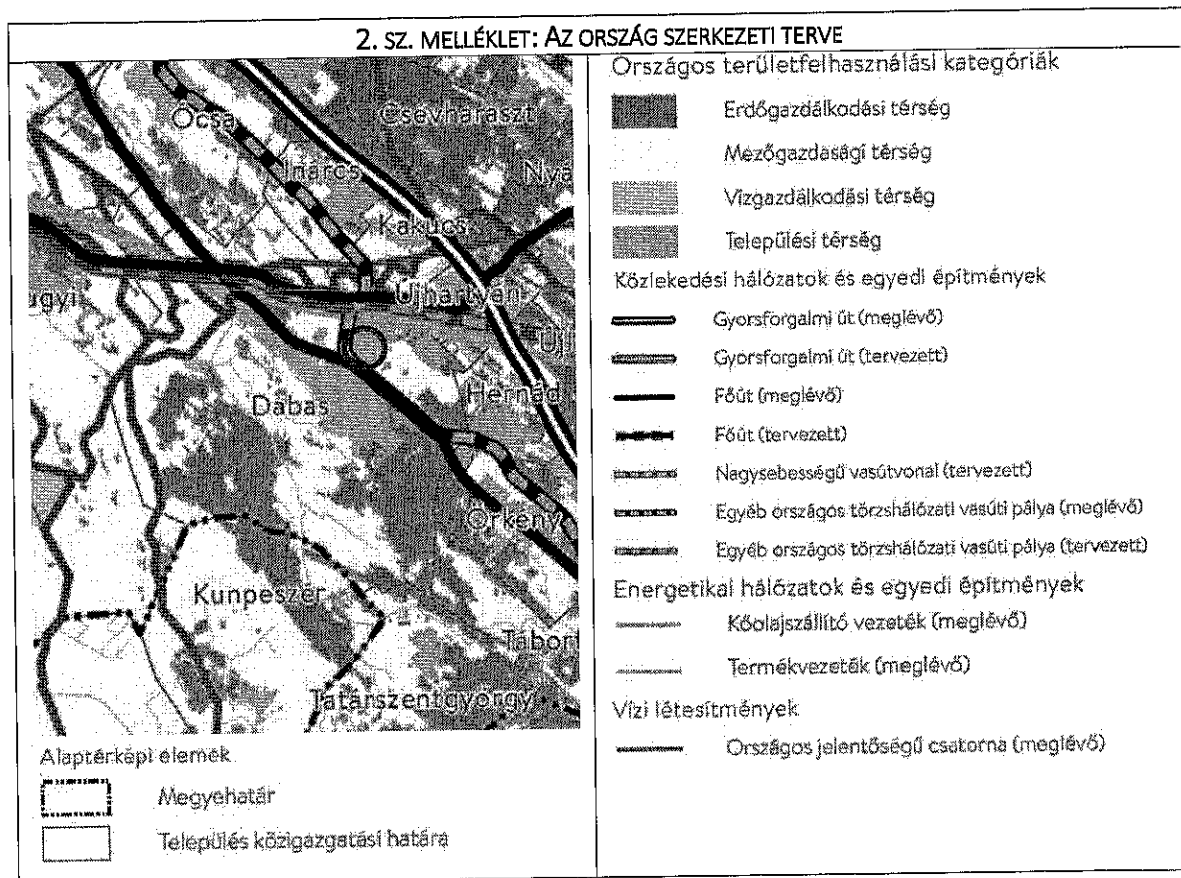 2. SZ. MELLÉKLET: AZ ORSZÁG SZERKEZETI TERVE
Ócsa
Csévharaszt
Inárcs
Nya
Kakucs
Újhartyán
ugyi
Újl
Hernád
Dabas
Örkény
Kunpeszér
Tábor
Tatárszentgyörgy
Alaptérképi elemek
Megyehatár
Település közigazgatási határa
Országos területfelhasználási kategóriák
Erdőgazdálkodási térség
Mezőgazdasági térség
Vízgazdálkodási térség
Települési térség
Közlekedési hálózatok és egyedi építmények
Gyorsforgalmi út (meglévő)
Gyorsforgalmi út (tervezett)
Főút (meglévő)
Főút (tervezett)
Nagysebességű vasútvonal (tervezett)
Egyéb országos törzshálózati vasúti pálya (meglévő)
Egyéb országos törzshálózati vasúti pálya (tervezett)
Energetikai hálózatok és egyedi építmények
Kőolajszállító vezeték (meglévő)
Termékvezeték (meglévő)
Vízi létesítmények
Országos jelentőségű csatorna (meglévő)